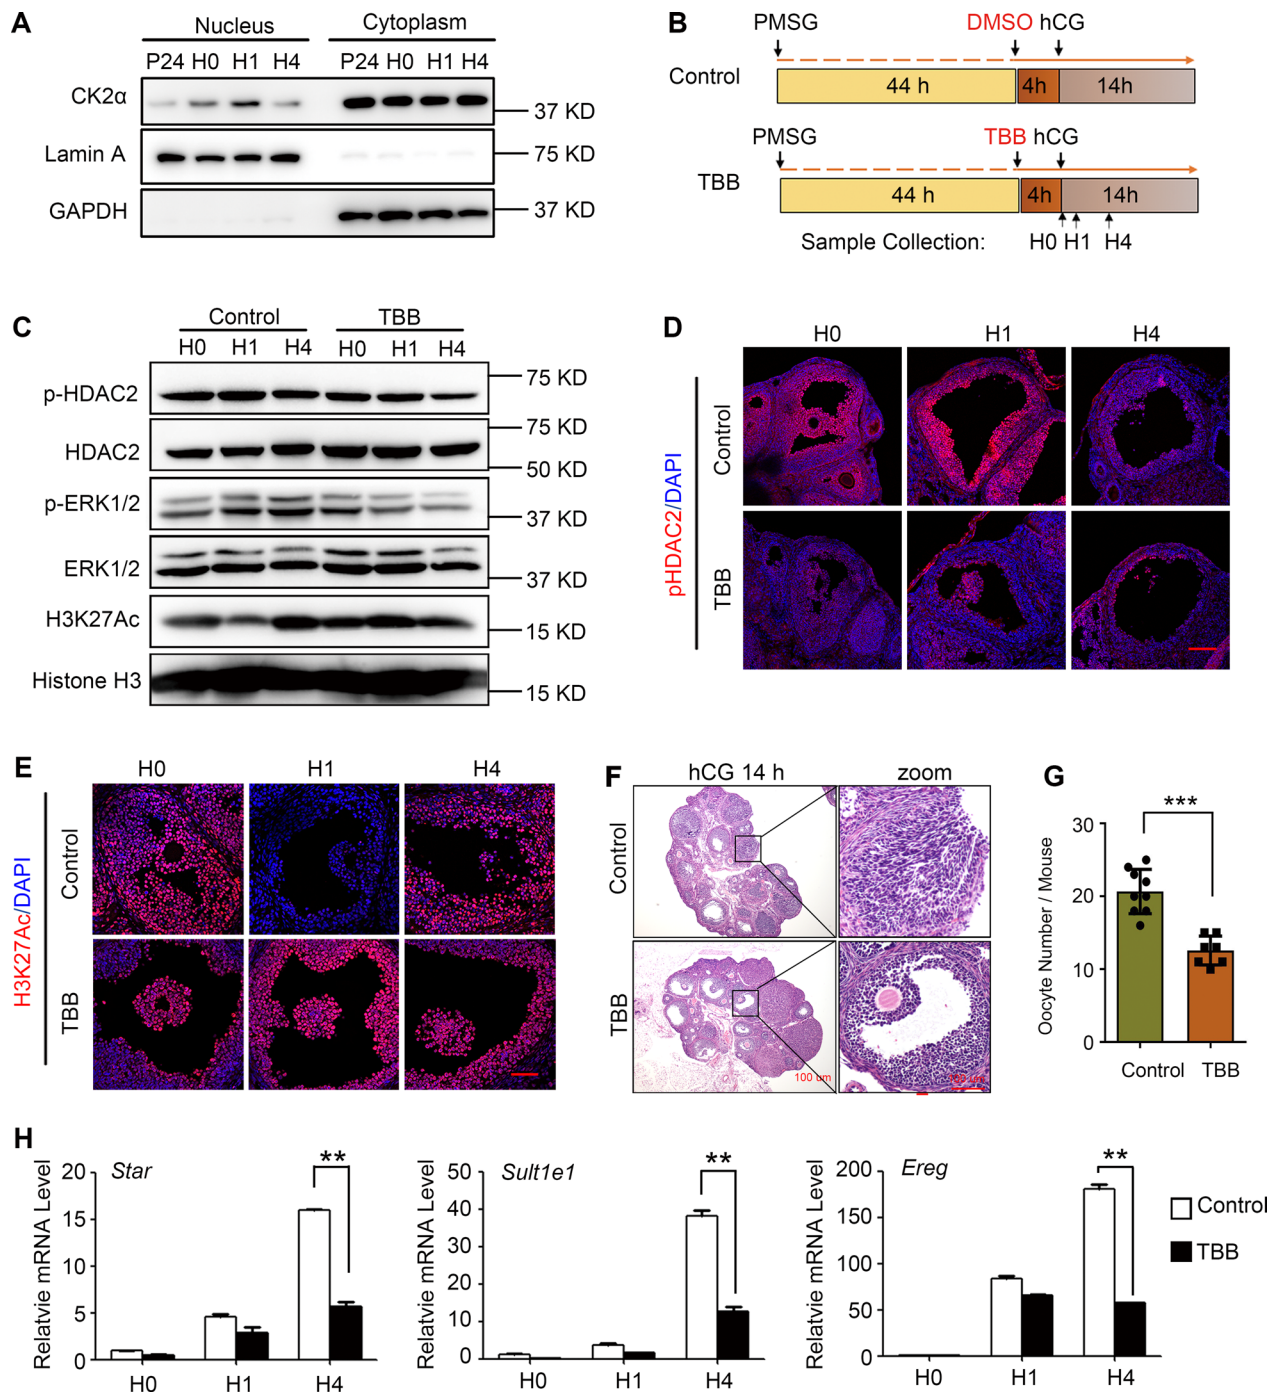 A
Nucleus Cytoplasm
P24 H0 H1 H4 P24 H0 H1 H4
CK2α
37 KD
Lamin A
75 KD
GAPDH
37 KD
B
PMSG DMSO hCG
Control
44 h 4h 14h
PMSG TBB hCG
TBB
44 h 4h 14h
Sample Collection: H0 H1 H4
C
Control TBB
H0 H1 H4 H0 H1 H4
p-HDAC2
75 KD
HDAC2
75 KD
50 KD
p-ERK1/2
37 KD
ERK1/2
37 KD
H3K27Ac
15 KD
Histone H3
15 KD
D
H0 H1 H4
pHDAC2/DAPI
Control
TBB
E
H0 H1 H4
H3K27Ac/DAPI
Control
TBB
F
hCG 14 h zoom
Control
TBB
100 um
G
***
Oocyte Number / Mouse
30
20
10
0
Control TBB
H
Relatvie mRNA Level
Star
**
20
15
10
5
0
H0 H1 H4
Relatvie mRNA Level
Sult1e1
**
50
40
30
20
10
0
H0 H1 H4
Relatvie mRNA Level
Ereg
**
200
150
100
50
0
H0 H1 H4
Control
TBB